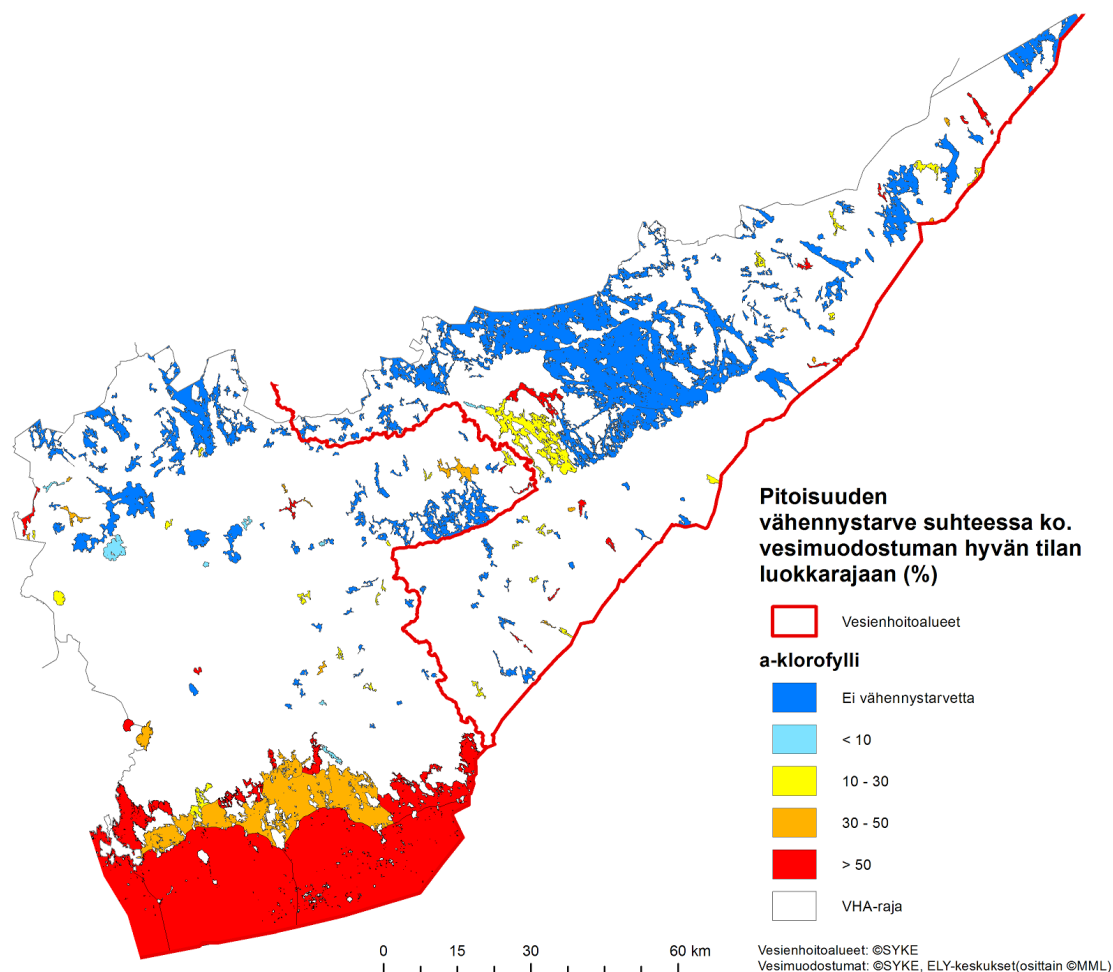 Pitoisuuden
vähennystarve suhteessa ko.
vesimuodostuman hyvän tilan
luokkarajaan (%)
Vesienhoitoalueet
a-klorofylli
Ei vähennystarvetta
< 10
10 - 30
30 - 50
> 50
VHA-raja
0 15 30 60 km
Vesienhoitoalueet: ©SYKE
Vesimuodostumat: ©SYKE, ELY-keskukset(osittain ©MML)